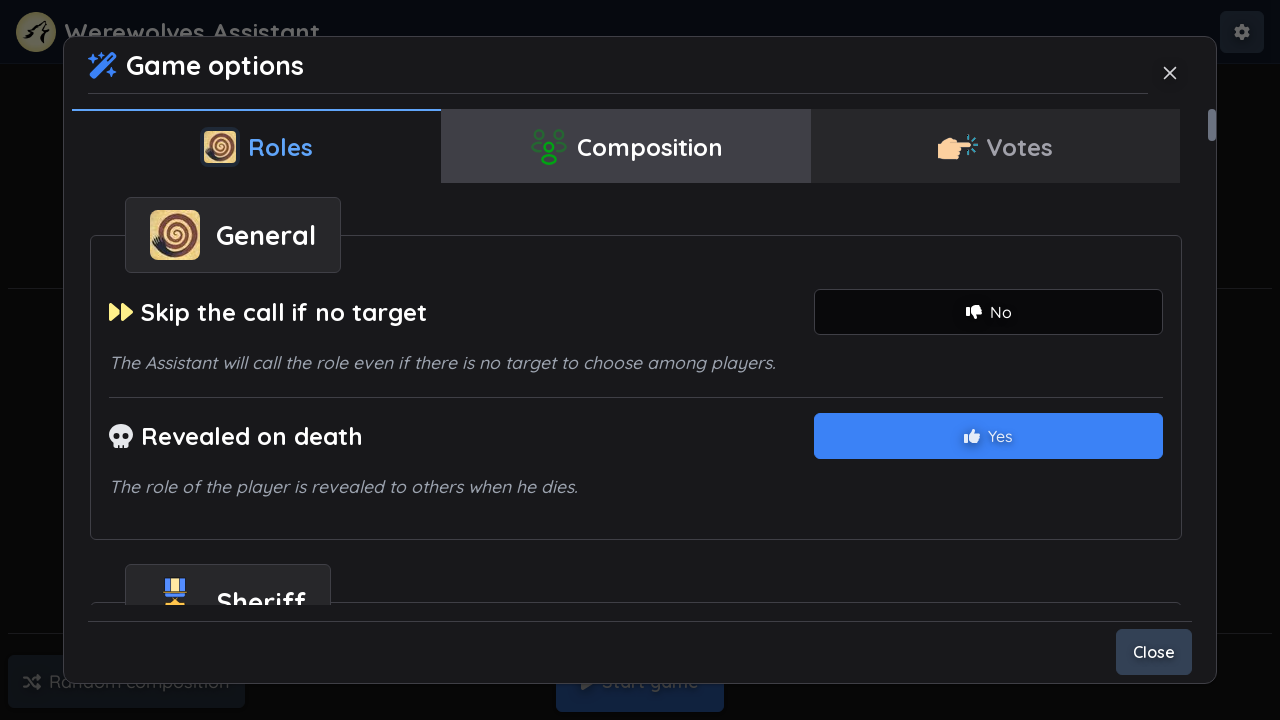 Werewolves Assistant
Game options
Roles
Composition
Votes
General
Skip the call if no target
No
The Assistant will call the role even if there is no target to choose among players.
Revealed on death
Yes
The role of the player is revealed to others when he dies.
Sheriff
Close
Random composition
Start game